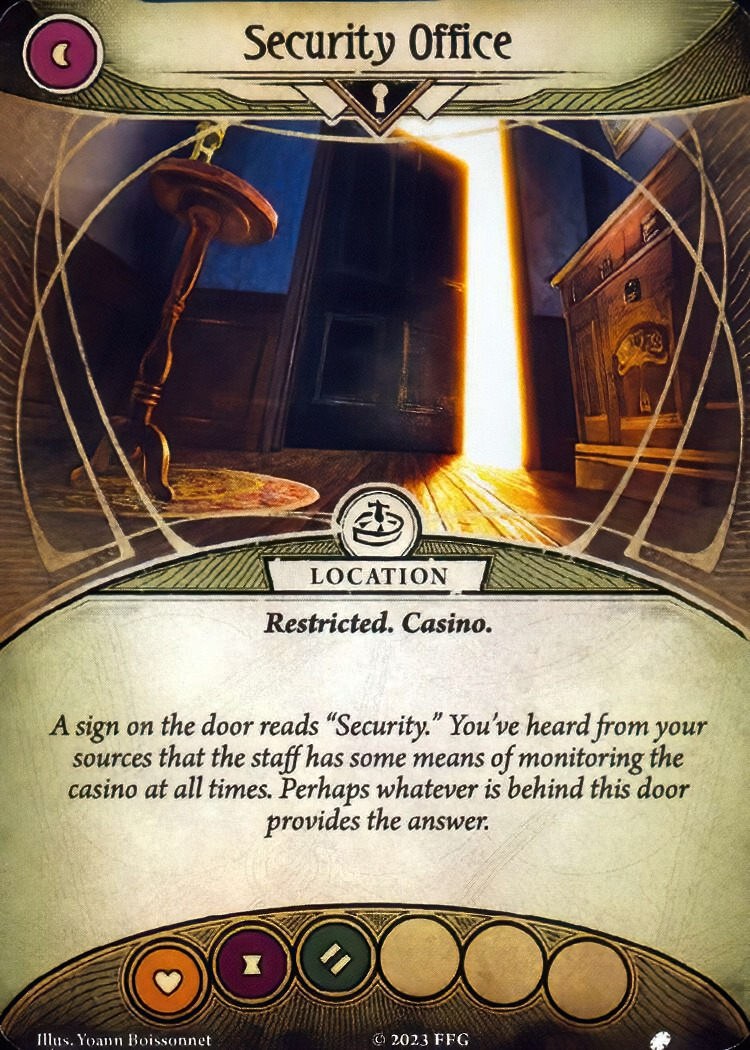 Security Office
LOCATION
Restricted. Casino.
A sign on the door reads “Security.” You’ve heard from your
sources that the staff has some means of monitoring the
casino at all times. Perhaps whatever is behind this door
provides the answer.
Illus. Yoann Boissonnet
© 2023 FFG